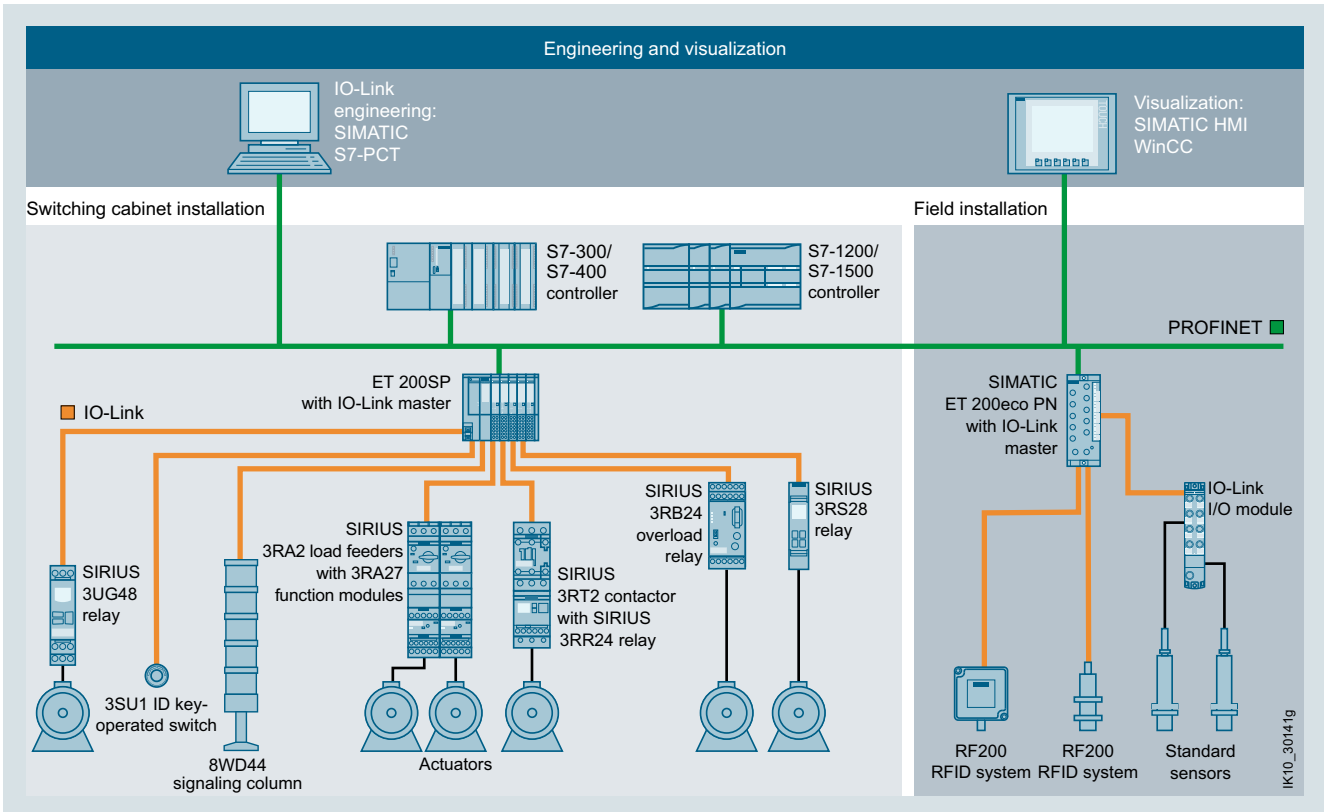 Engineering and visualization
IO-Link
engineering:
SIMATIC
S7-PCT
Visualization:
SIMATIC HMI
WinCC
Switching cabinet installation
Field installation
S7-300/
S7-400
controller
S7-1200/
S7-1500
controller
PROFINET
ET 200SP
with IO-Link master
IO-Link
SIMATIC
ET 200eco PN
with IO-Link
master
SIRIUS
3UG48
relay
3SU1 ID key-
operated switch
8WD44
signaling column
SIRIUS
3RA2 load feeders
with 3RA27
function modules
SIRIUS
3RT2 contactor
with SIRIUS
3RR24 relay
Actuators
SIRIUS
3RB24
overload
relay
SIRIUS
3RS28
relay
IO-Link
I/O module
RF200
RFID system
RF200
RFID system
Standard
sensors
IK10_30141g